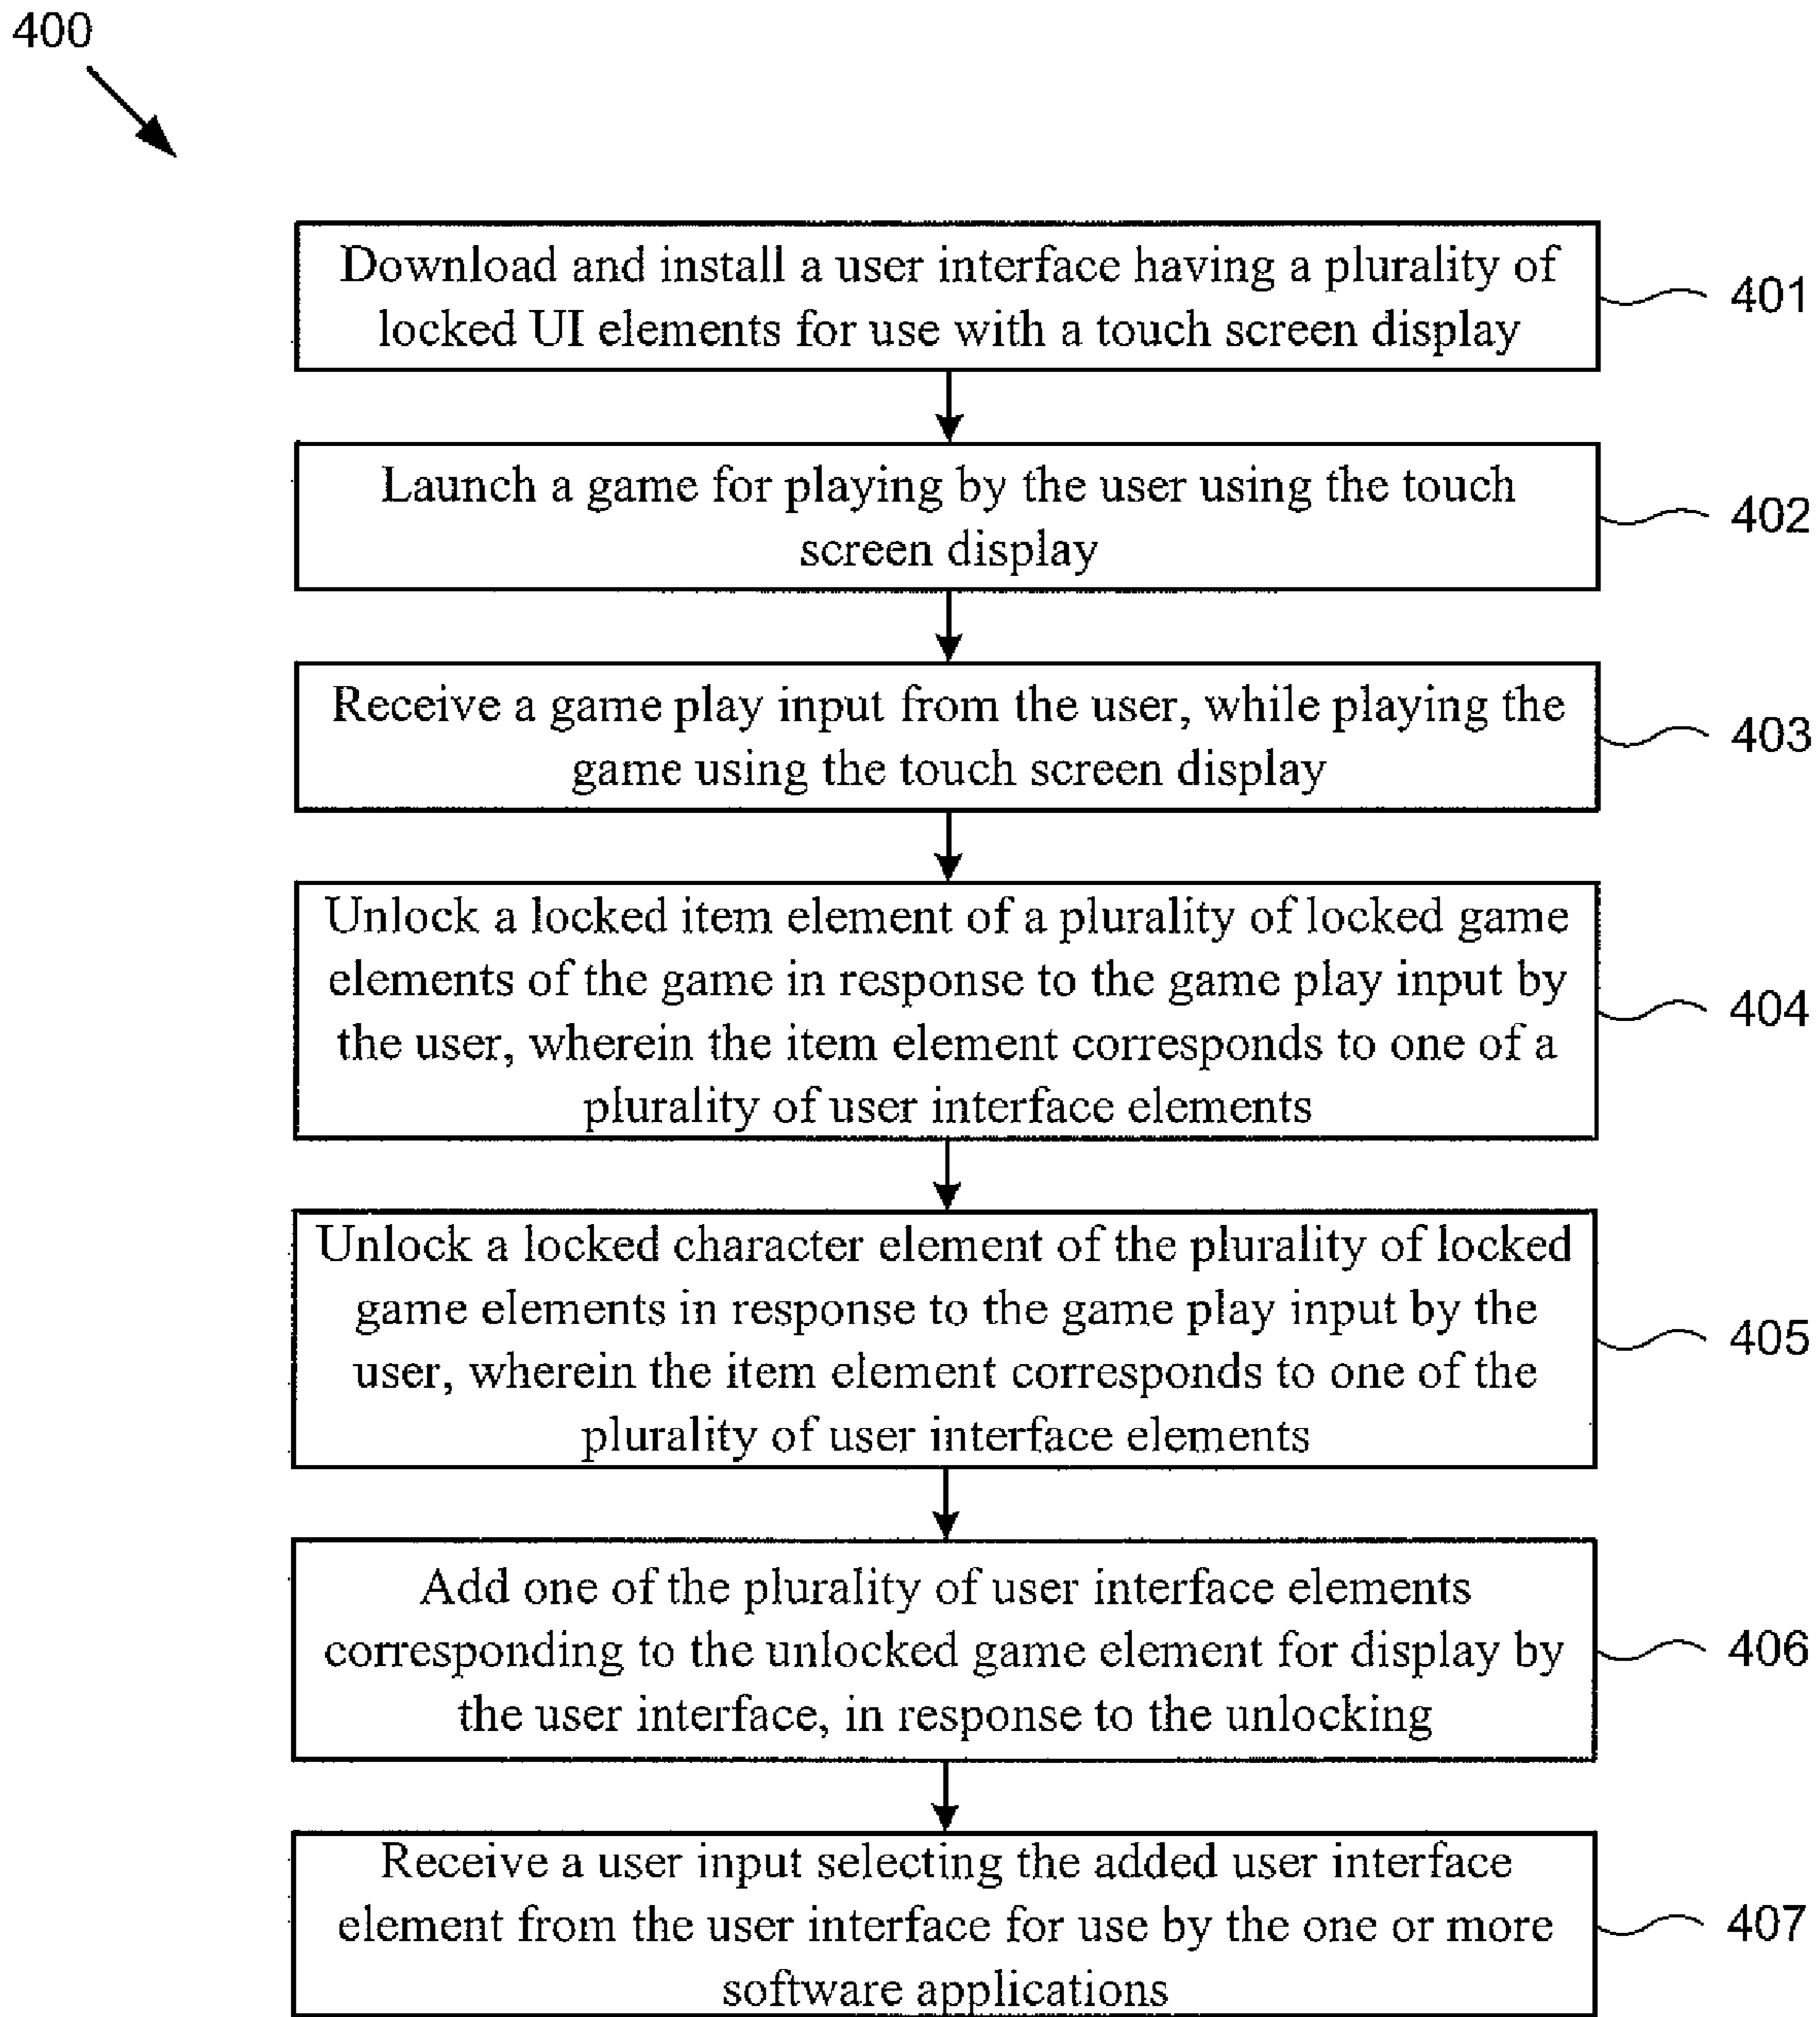 400
Download and install a user interface having a plurality of
locked UI elements for use with a touch screen display
401
Launch a game for playing by the user using the touch
screen display
402
Receive a game play input from the user, while playing the
game using the touch screen display
403
Unlock a locked item element of a plurality of locked game
elements of the game in response to the game play input by
the user, wherein the item element corresponds to one of a
plurality of user interface elements
404
Unlock a locked character element of the plurality of locked
game elements in response to the game play input by the
user, wherein the item element corresponds to one of the
plurality of user interface elements
405
Add one of the plurality of user interface elements
corresponding to the unlocked game element for display by
the user interface, in response to the unlocking
406
Receive a user input selecting the added user interface
element from the user interface for use by the one or more
software applications
407